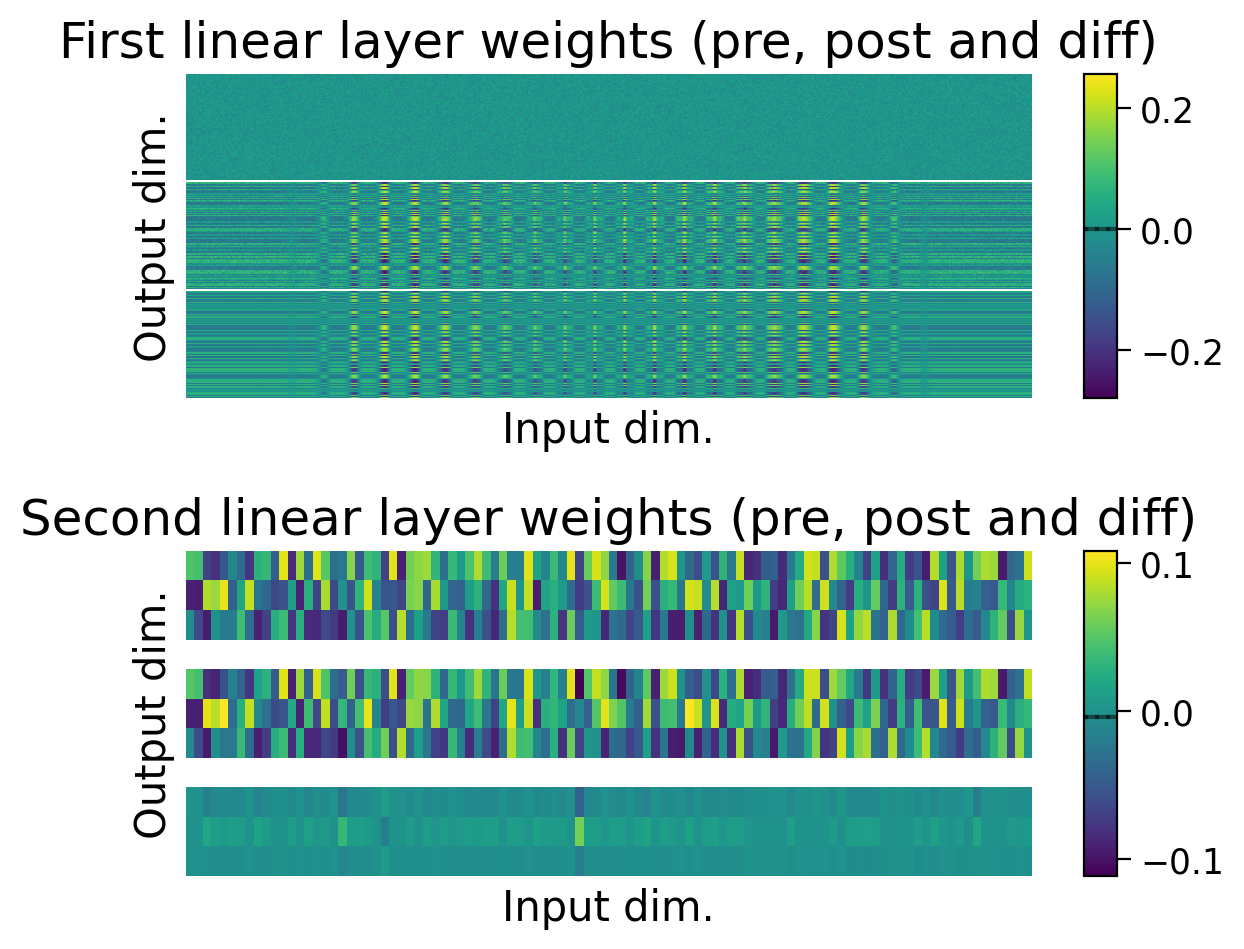 First linear layer weights (pre, post and diff)
Output dim.
0.2
0.0
−0.2
Input dim.
Second linear layer weights (pre, post and diff)
Output dim.
0.1
0.0
−0.1
Input dim.